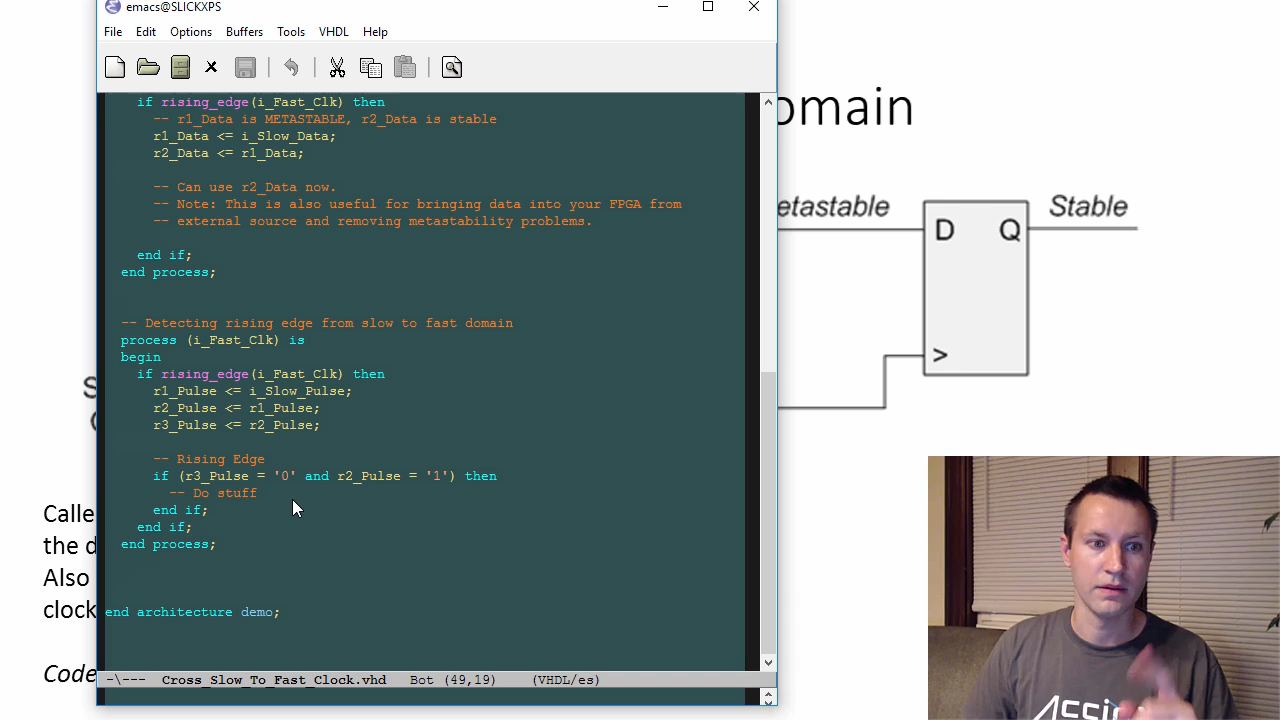 emacs@SLICKXPS
File Edit Options Buffers Tools VHDL Help
if rising_edge(i_Fast_Clk) then
-- r1_Data is METASTABLE, r2_Data is stable
r1_Data <= i_Slow_Data;
r2_Data <= r1_Data;
-- Can use r2_Data now.
-- Note: This is also useful for bringing data into your FPGA from
-- external source and removing metastability problems.
end if;
end process;
-- Detecting rising edge from slow to fast domain
process (i_Fast_Clk) is
begin
if rising_edge(i_Fast_Clk) then
r1_Pulse <= i_Slow_Pulse;
r2_Pulse <= r1_Pulse;
r3_Pulse <= r2_Pulse;
-- Rising Edge
if (r3_Pulse = '0' and r2_Pulse = '1') then
-- Do stuff
end if;
end if;
end process;
end architecture demo;
-\--- Cross_Slow_To_Fast_Clock.vhd Bot (49,19) (VHDL/es)
omain
etastable
Stable
D Q
>
S
Calle
the d
Also
clock
Code